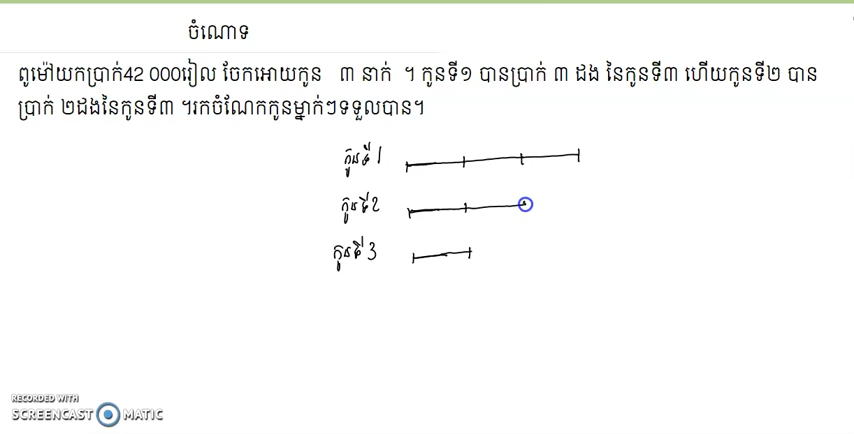 ចំណោទ
ពូម៉ៅយកប្រាក់42 000រៀល ចែកអោយកូន ៣ នាក់ ។ កូនទី១ បានប្រាក់ ៣ ដង នៃកូនទី៣ ហើយកូនទី២ បាន
ប្រាក់ ២ដងនៃកូនទី៣ ។រកចំណែកកូនម្នាក់ៗទទួលបាន។
កូនទី1
កូនទី2
កូនទី3
RECORDED WITH
SCREENCAST MATIC